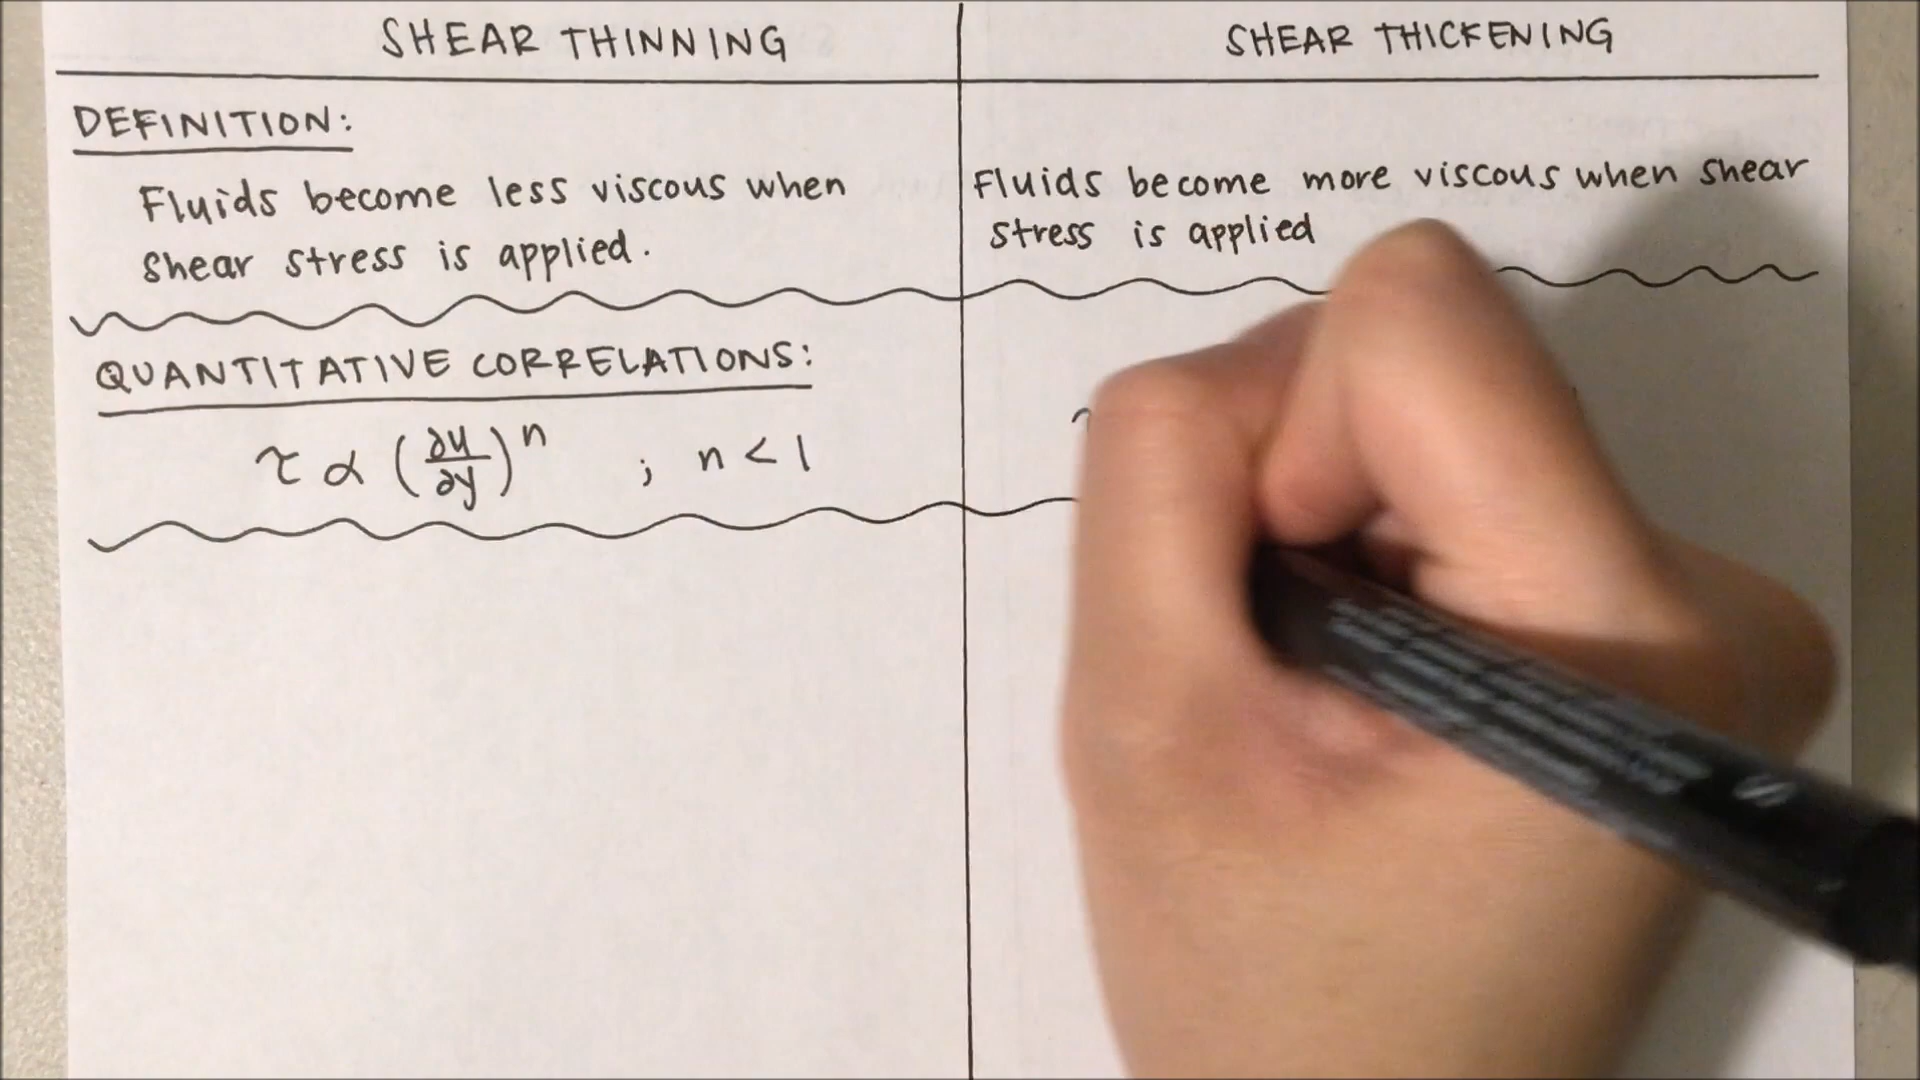 SHEAR THINNING
SHEAR THICKENING
DEFINITION:
Fluids become less viscous when
shear stress is applied.
Fluids become more viscous when shear
stress is applied
QUANTITATIVE CORRELATIONS:
τ α (∂u/∂y)^n ; n < 1